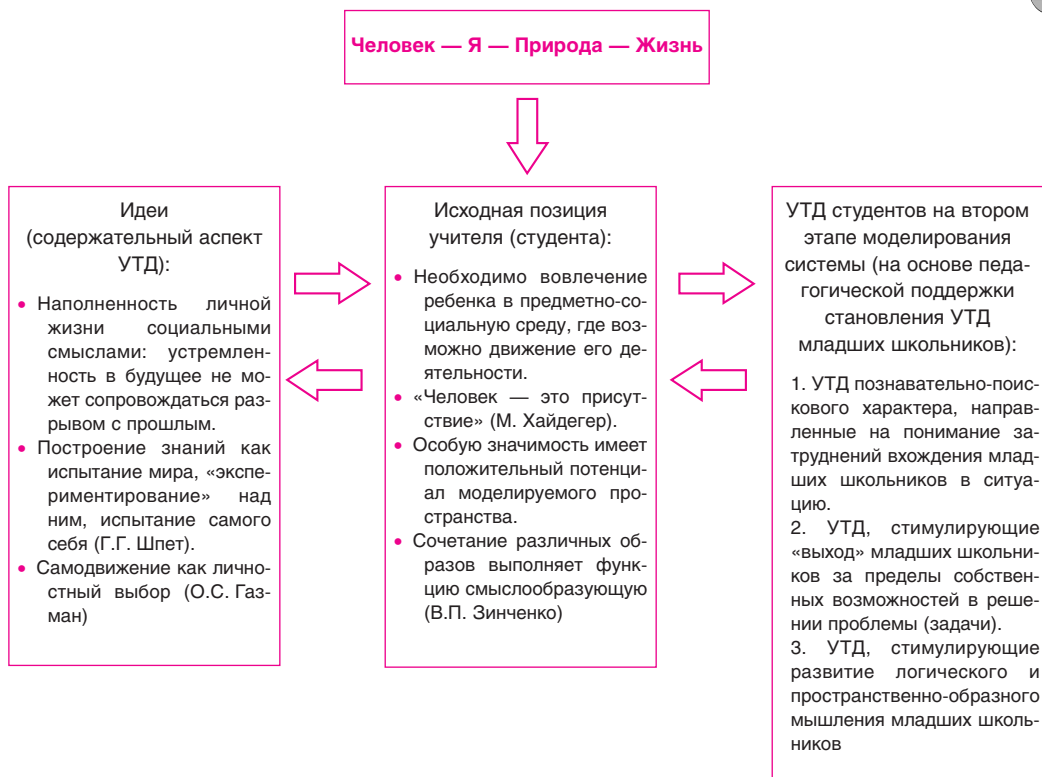 Человек — Я — Природа — Жизнь
Идеи
(содержательный аспект
УТД):
• Наполненность личной
жизни социальными
смыслами: устремлен-
ность в будущее не мо-
жет сопровождаться раз-
рывом с прошлым.
• Построение знаний как
испытание мира, «экспе-
риментирование» над
ним, испытание самого
себя (Г.Г. Шпет).
• Самодвижение как лично-
стный выбор (О.С. Газ-
ман)
Исходная позиция
учителя (студента):
• Необходимо вовлечение
ребенка в предметно-со-
циальную среду, где воз-
можно движение его де-
ятельности.
• «Человек — это присут-
ствие» (М. Хайдегер).
• Особую значимость имеет
положительный потенци-
ал моделируемого про-
странства.
• Сочетание различных об-
разов выполняет функ-
цию смыслообразующую
(В.П. Зинченко)
УТД студентов на втором
этапе моделирования
системы (на основе педа-
гогической поддержки
становления УТД
младших школьников):
1. УТД познавательно-поис-
кового характера, направ-
ленные на понимание за-
труднений вхождения млад-
ших школьников в ситуа-
цию.
2. УТД, стимулирующие
«выход» младших школьни-
ков за пределы собствен-
ных возможностей в реше-
нии проблемы (задачи).
3. УТД, стимулирующие
развитие логического и
пространственно-образного
мышления младших школь-
ников